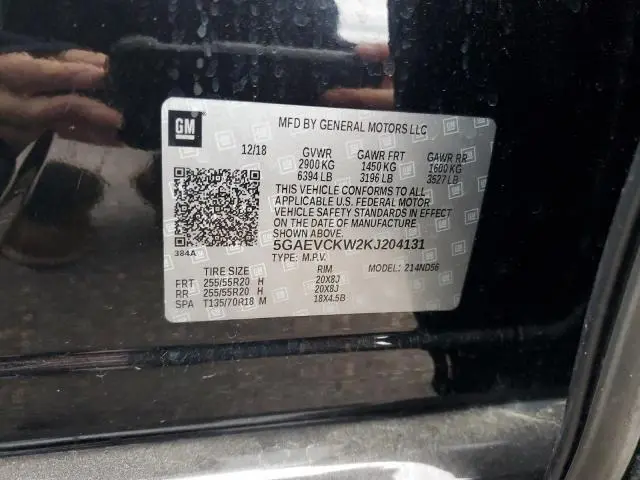 GM
MFD BY GENERAL MOTORS LLC
12/18 GVWR GAWR FRT GAWR RR
2900 KG 1450 KG 1600 KG
6394 LB 3196 LB 3527 LB
THIS VEHICLE CONFORMS TO ALL
APPLICABLE U.S. FEDERAL MOTOR
VEHICLE SAFETY STANDARDS IN EFFECT
ON THE DATE OF MANUFACTURE
SHOWN ABOVE.
384A 5GAEVCKW2KJ204131
TYPE: M.P.V. MODEL: 214ND56
TIRE SIZE RIM
FRT 255/55R20 H 20X8J
RR 255/55R20 H 20X8J
SPA T135/70R18 M 18X4.5B